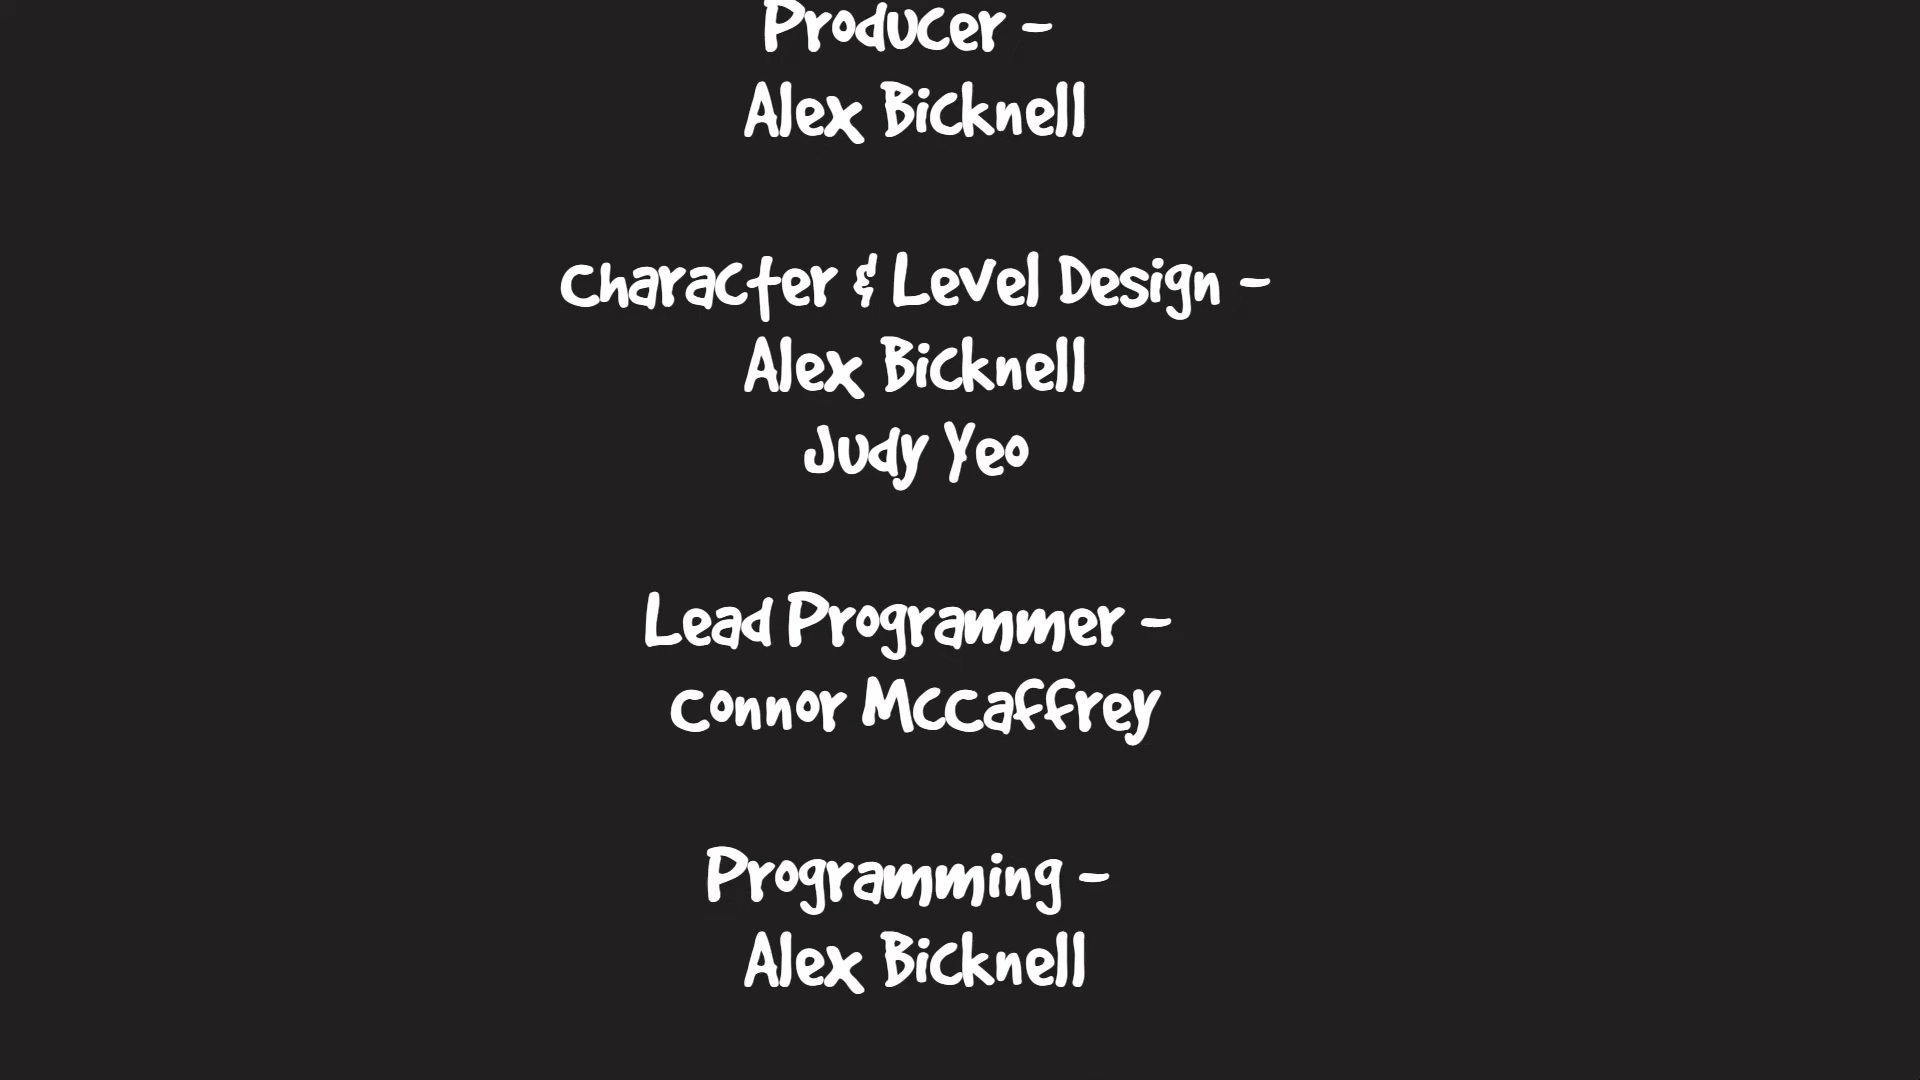 Producer -
Alex Bicknell
Character & Level Design -
Alex Bicknell
Judy Yeo
Lead Programmer -
Connor McCaffrey
Programming -
Alex Bicknell